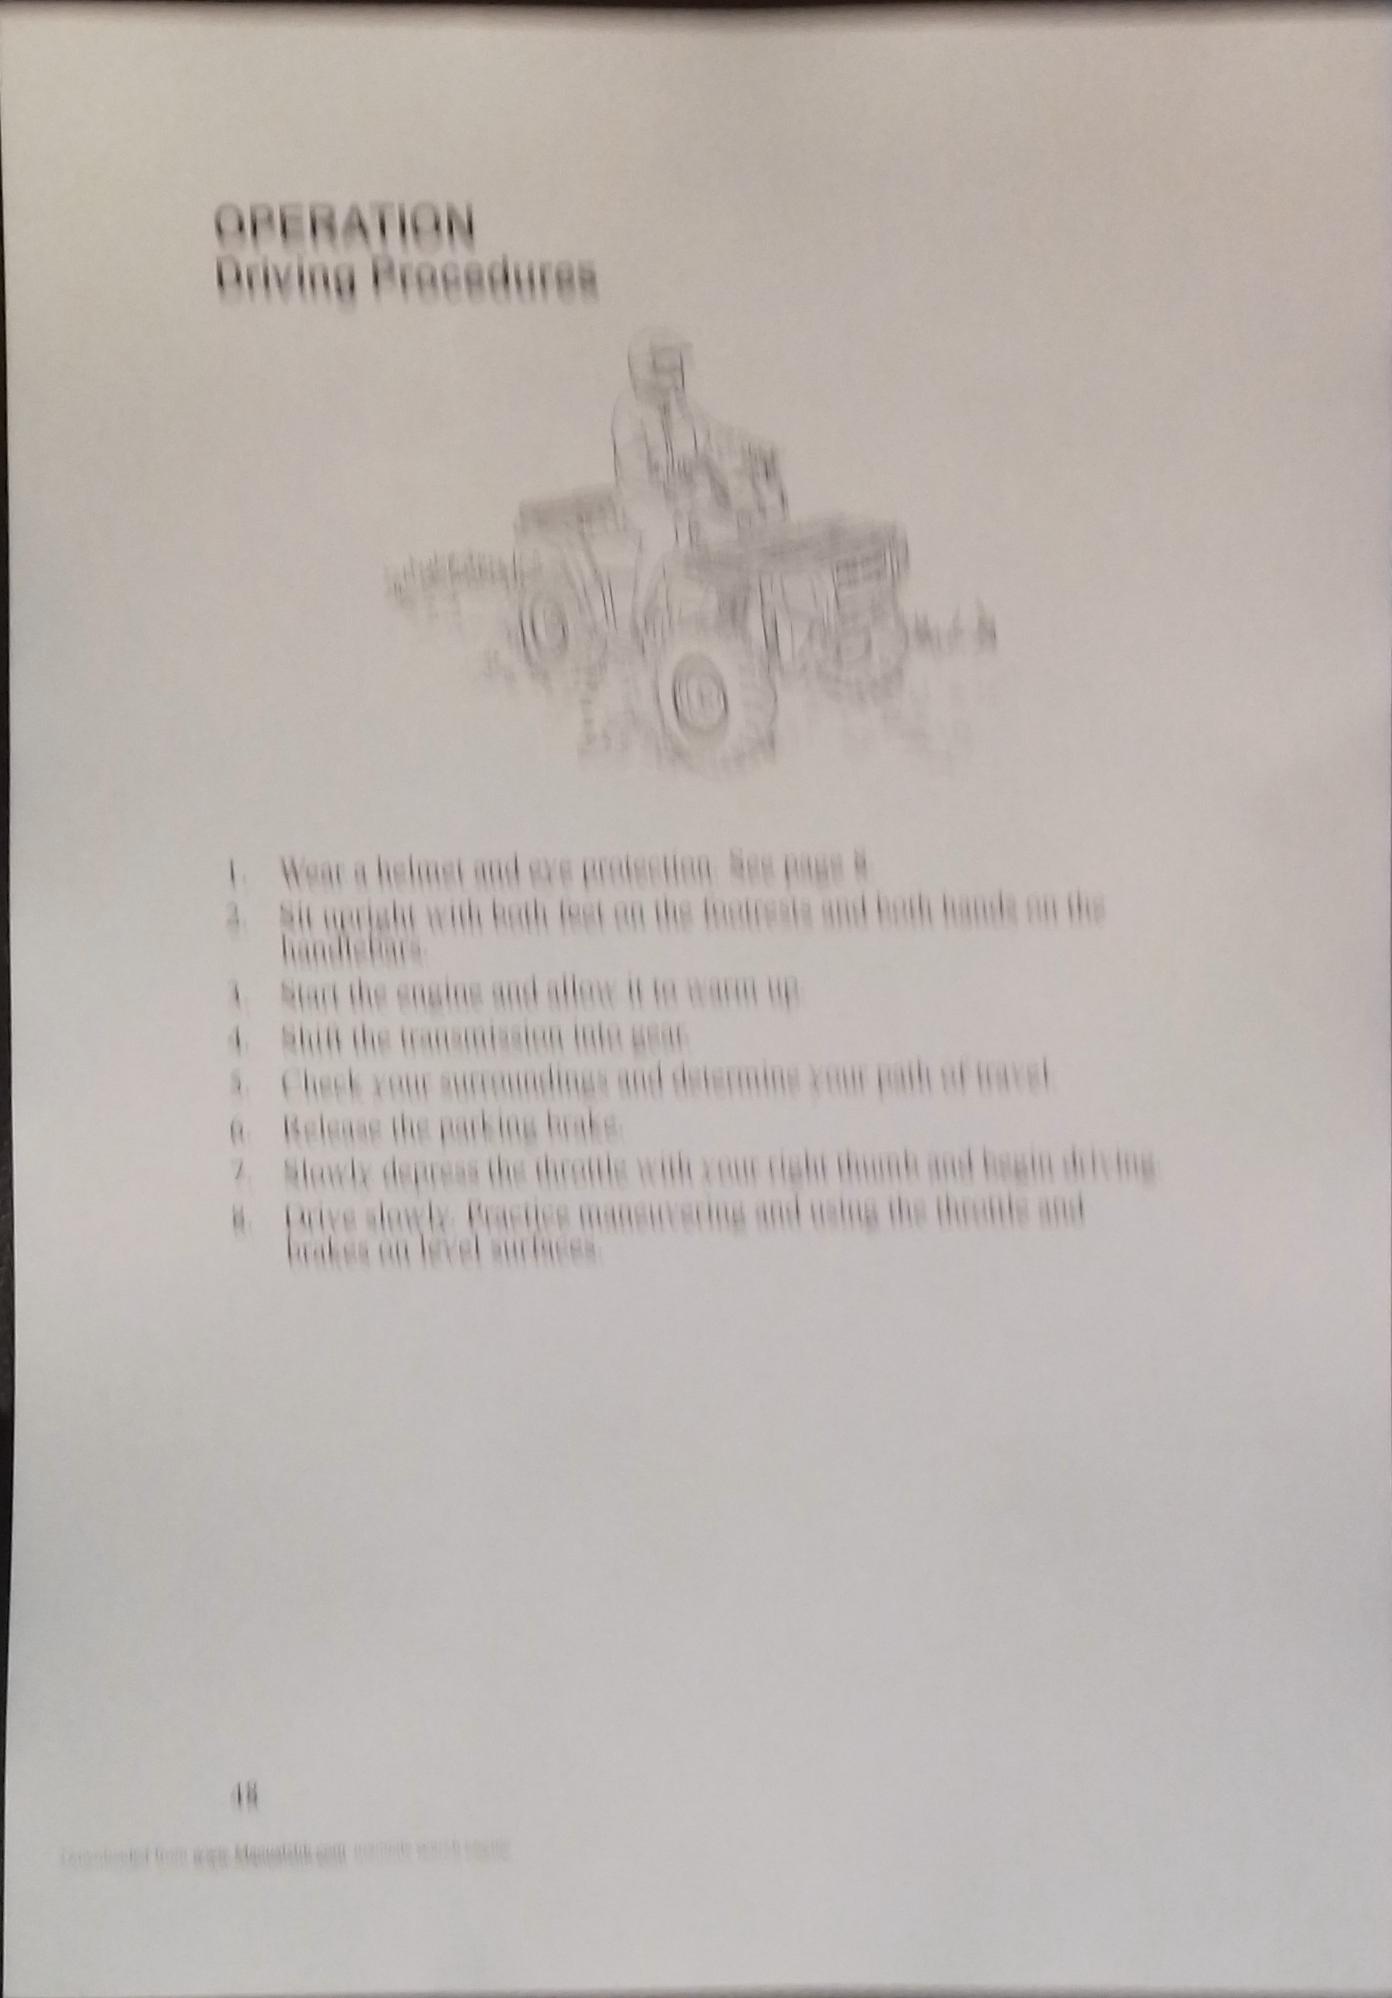 OPERATION
Driving Procedures
1. Wear a helmet and eye protection. See page 8.
2. Sit upright with both feet on the footrests and both hands on the
handlebars.
3. Start the engine and allow it to warm up.
4. Shift the transmission into gear.
5. Check your surroundings and determine your path of travel.
6. Release the parking brake.
7. Slowly depress the throttle with your right thumb and begin driving.
8. Drive slowly. Practice maneuvering and using the throttle and
brakes on level surfaces.
48
Downloaded from www.Manualslib.com manuals search engine